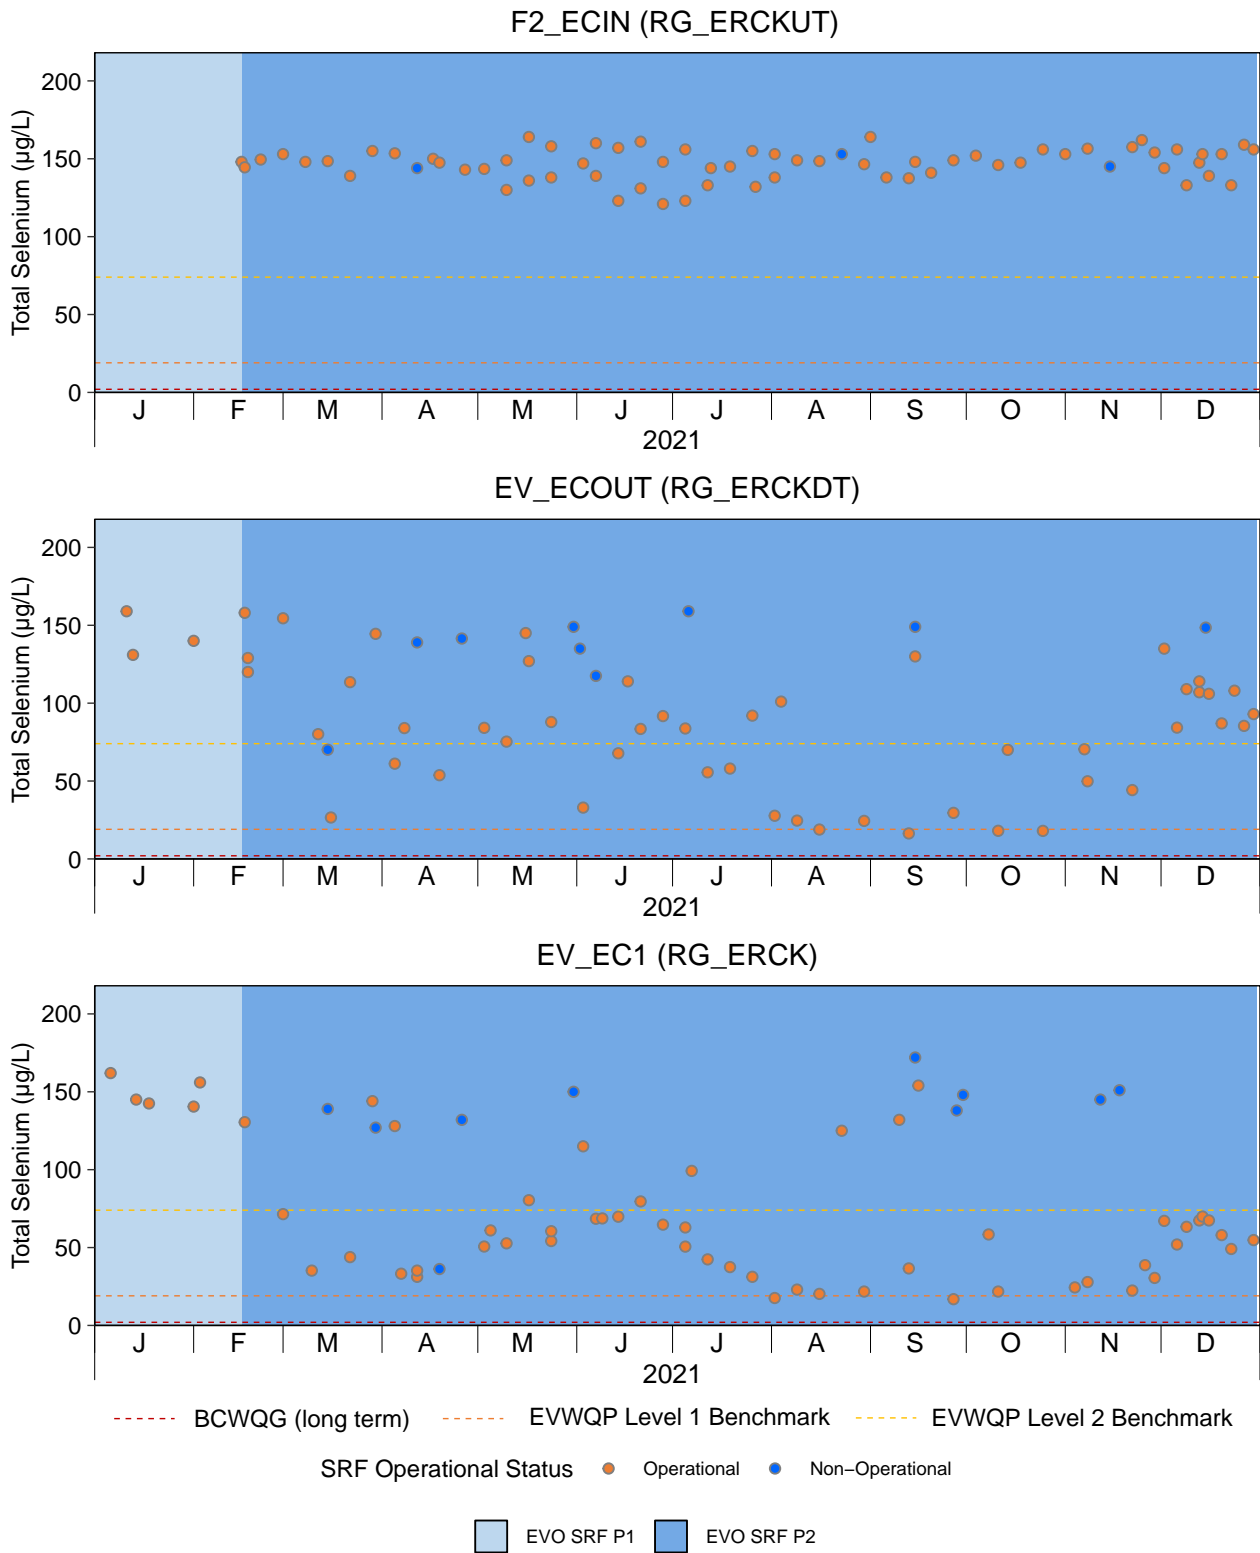 F2_ECIN (RG_ERCKUT)
Total Selenium (µg/L)
200
150
100
50
0
J F M A M J J A S O N D
2021
EV_ECOUT (RG_ERCKDT)
Total Selenium (µg/L)
200
150
100
50
0
J F M A M J J A S O N D
2021
EV_EC1 (RG_ERCK)
Total Selenium (µg/L)
200
150
100
50
0
J F M A M J J A S O N D
2021
BCWQG (long term) EVWQP Level 1 Benchmark EVWQP Level 2 Benchmark
SRF Operational Status Operational Non−Operational
EVO SRF P1 EVO SRF P2